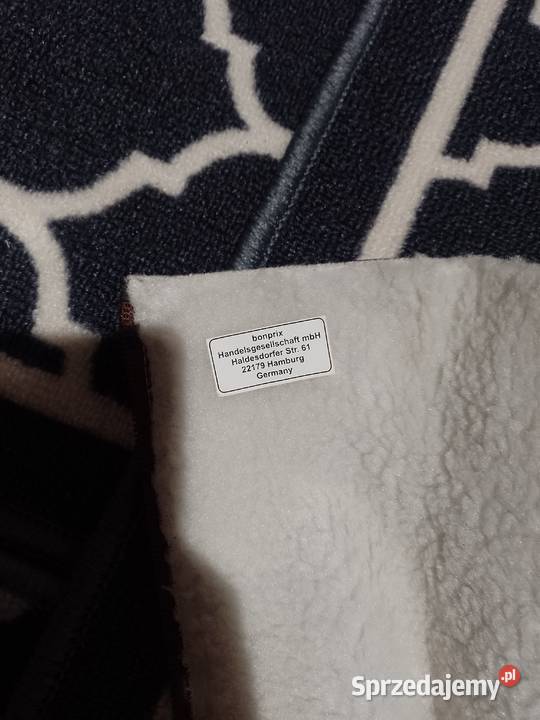 bonprix
Handelsgesellschaft mbH
Haldesdorfer Str. 61
22179 Hamburg
Germany
Sprzedajemy.pl